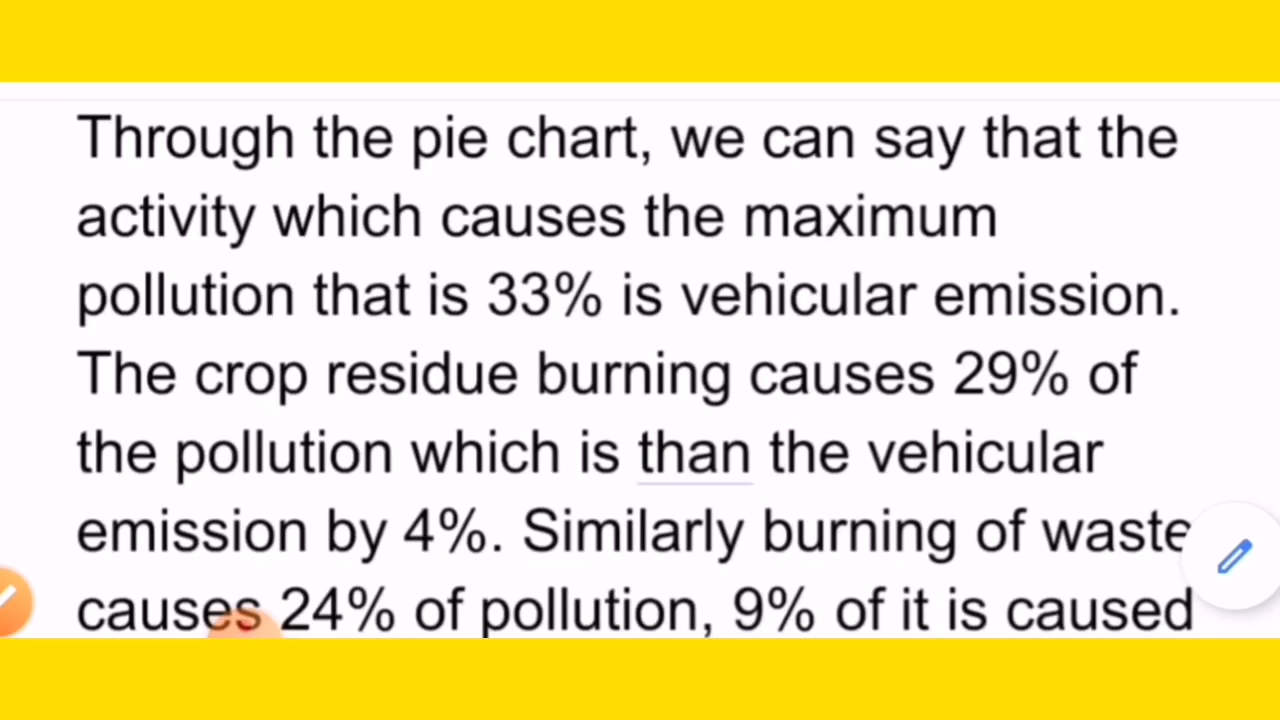 Through the pie chart, we can say that the
activity which causes the maximum
pollution that is 33% is vehicular emission.
The crop residue burning causes 29% of
the pollution which is than the vehicular
emission by 4%. Similarly burning of waste
causes 24% of pollution, 9% of it is caused